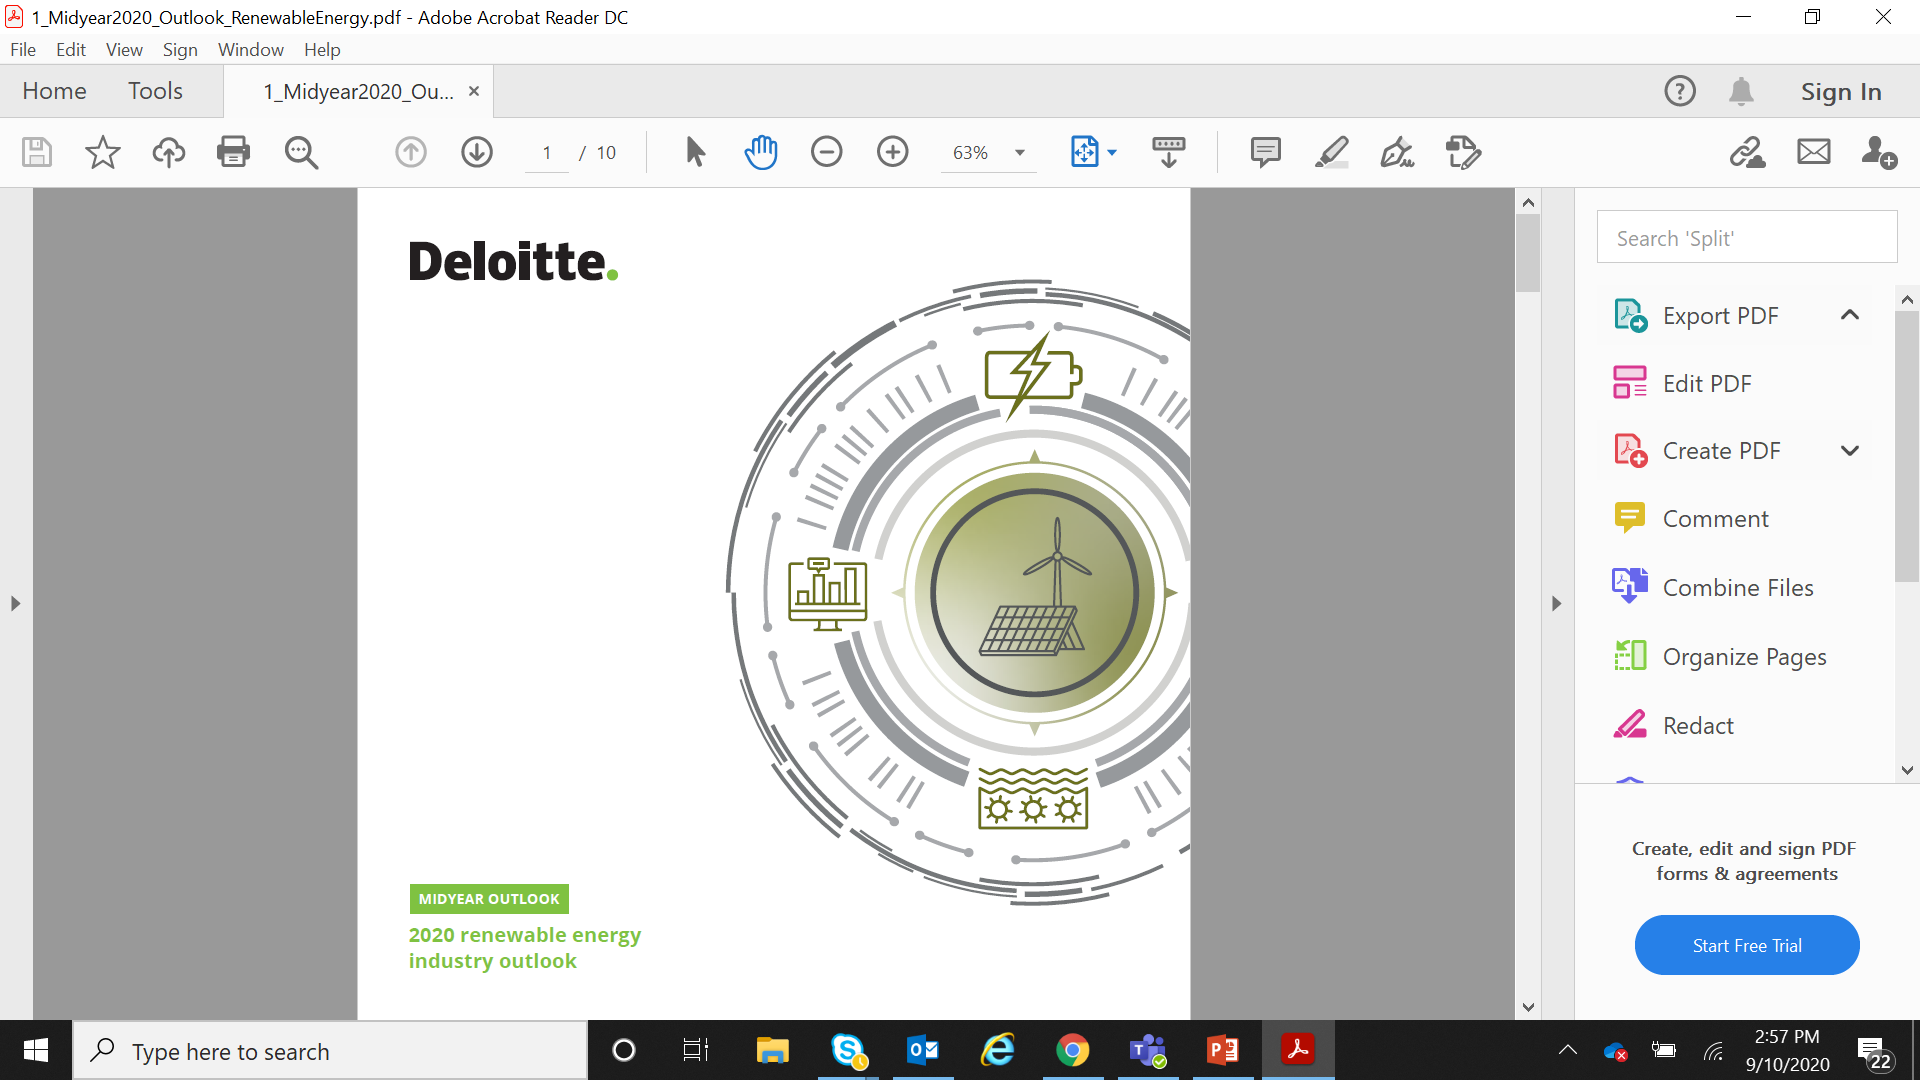 1_Midyear2020_Outlook_RenewableEnergy.pdf - Adobe Acrobat Reader DC
File Edit View Sign Window Help
Home Tools 1_Midyear2020_Ou... × Sign In
1 / 10 63%
Deloitte.
MIDYEAR OUTLOOK
2020 renewable energy
industry outlook
Search 'Split'
Export PDF
Edit PDF
Create PDF
Comment
Combine Files
Organize Pages
Redact
Create, edit and sign PDF
forms & agreements
Start Free Trial
Type here to search
2:57 PM
9/10/2020
22